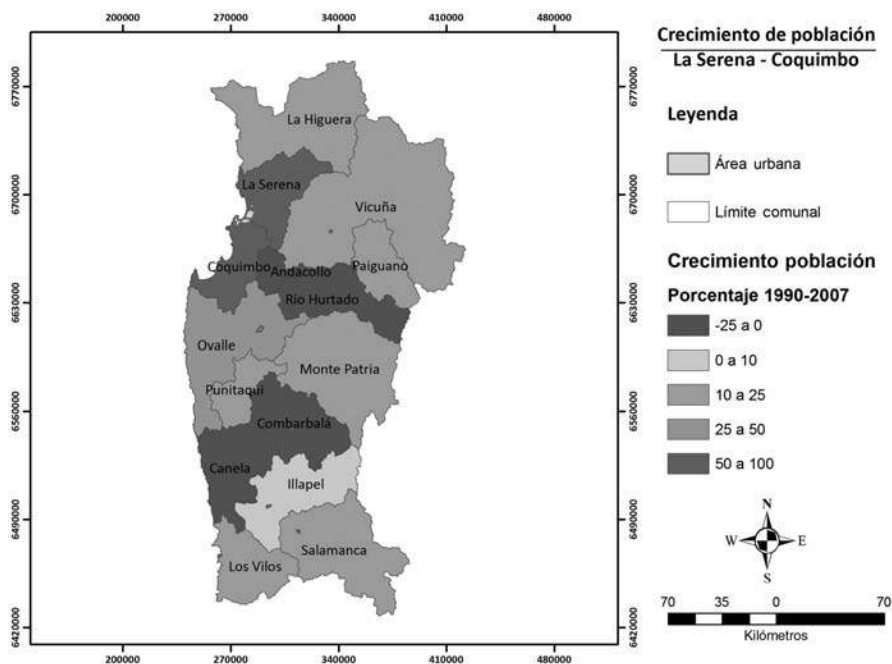 200000 270000 340000 410000 480000
Crecimiento de población
La Serena - Coquimbo
Leyenda
Área urbana
Límite comunal
Crecimiento población
Porcentaje 1990-2007
-25 a 0
0 a 10
10 a 25
25 a 50
50 a 100
6770000
6700000
6630000
6560000
6490000
6420000
La Higuera
La Serena
Vicuña
Paiguano
Coquimbo
Andacollo
Río Hurtado
Ovalle
Monte Patria
Punitaqui
Combarbalá
Canela
Illapel
Salamanca
Los Vilos
6770000
6700000
6630000
6560000
6490000
6420000
200000 270000 340000 410000 480000
N
W E
S
70 35 0 70
Kilómetros